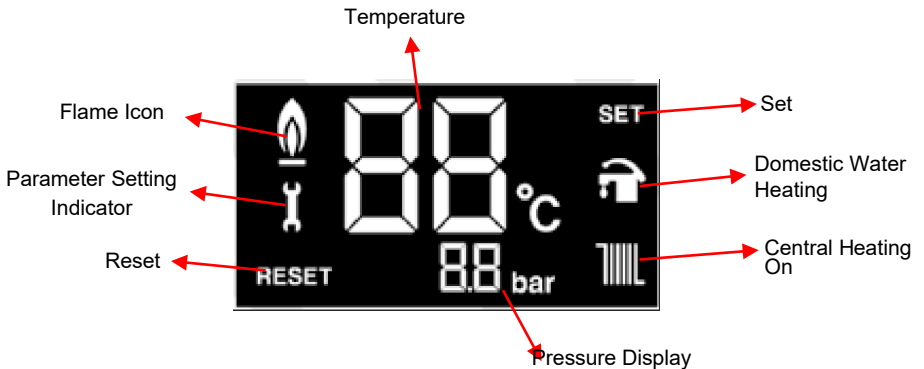 Temperature
Flame Icon
SET
Set
88
°C
Domestic Water
Heating
Parameter Setting
Indicator
Reset
RESET
8.8 bar
Central Heating
On
Pressure Display